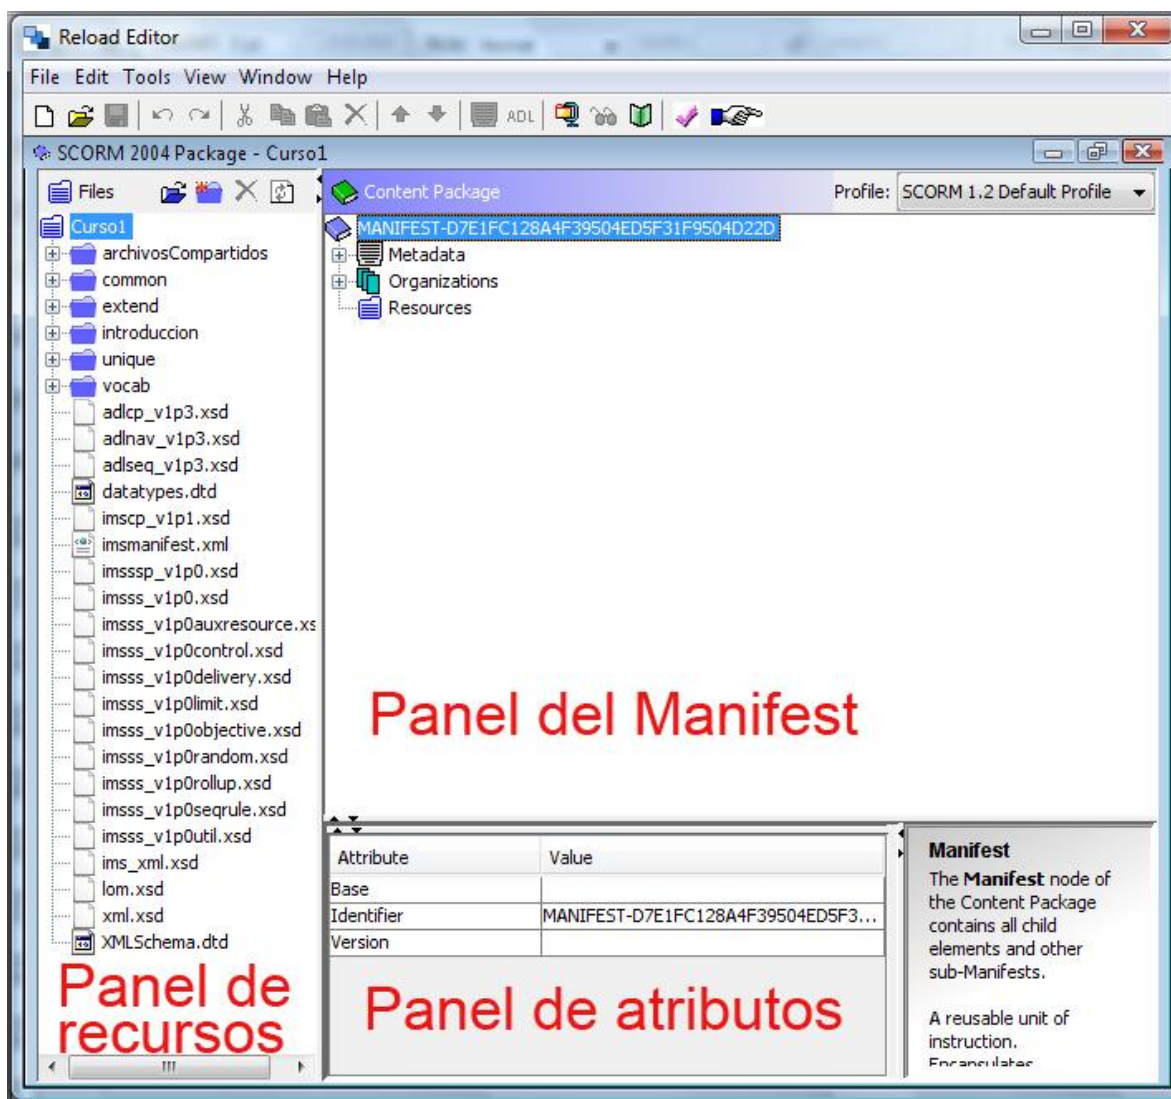 Reload Editor
File Edit Tools View Window Help
ADL
SCORM 2004 Package - Curso1
Files
Content Package
Profile: SCORM 1.2 Default Profile
Curso1
archivosCompartidos
common
extend
introduccion
unique
vocab
adlcp_v1p3.xsd
adlnav_v1p3.xsd
adlseq_v1p3.xsd
datatypes.dtd
imscp_v1p1.xsd
imsmanifest.xml
imsssp_v1p0.xsd
imsss_v1p0.xsd
imsss_v1p0auxresource.xs
imsss_v1p0control.xsd
imsss_v1p0delivery.xsd
imsss_v1p0limit.xsd
imsss_v1p0objective.xsd
imsss_v1p0random.xsd
imsss_v1p0rollup.xsd
imsss_v1p0seqrule.xsd
imsss_v1p0util.xsd
ims_xml.xsd
lom.xsd
xml.xsd
XMLSchema.dtd
Panel de
recursos
MANIFEST-D7E1FC128A4F39504ED5F31F9504D22D
Metadata
Organizations
Resources
Panel del Manifest
Attribute Value
Base
Identifier MANIFEST-D7E1FC128A4F39504ED5F3...
Version
Panel de atributos
Manifest
The Manifest node of
the Content Package
contains all child
elements and other
sub-Manifests.
A reusable unit of
instruction.
Encapsulates